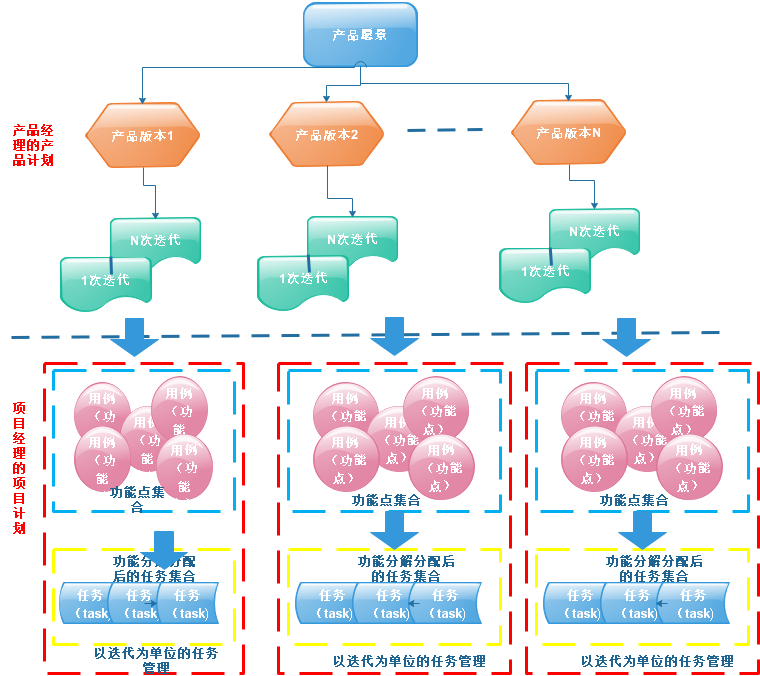 产品愿景
产品经
理的产
品计划
产品版本1
产品版本2
产品版本N
N次迭代
1次迭代
N次迭代
1次迭代
N次迭代
1次迭代
项
目
经
理
的
项
目
计
划
用例
（功
能
用例
（功
能
用例
（功
能
用例
（功
能
用例
（功
能
功能点集
合
用例
（功能
点）
用例
（功能
点）
用例
（功能
点）
用例
（功能
点）
用例
（功能
点）
功能点集合
用例
（功能
点）
用例
（功能
点）
用例
（功能
点）
用例
（功能
点）
用例
（功能
点）
功能点集合
功能分解分配
后的任务集合
任务
（task)
任务
（task)
任务
（task)
以迭代为单位的任务
管理
功能分解分配后
的任务集合
任务
（task)
任务
（task)
任务
（task)
以迭代为单位的任务管理
功能分解分配后
的任务集合
任务
（task)
任务
（task)
任务
（task)
以迭代为单位的任务管理